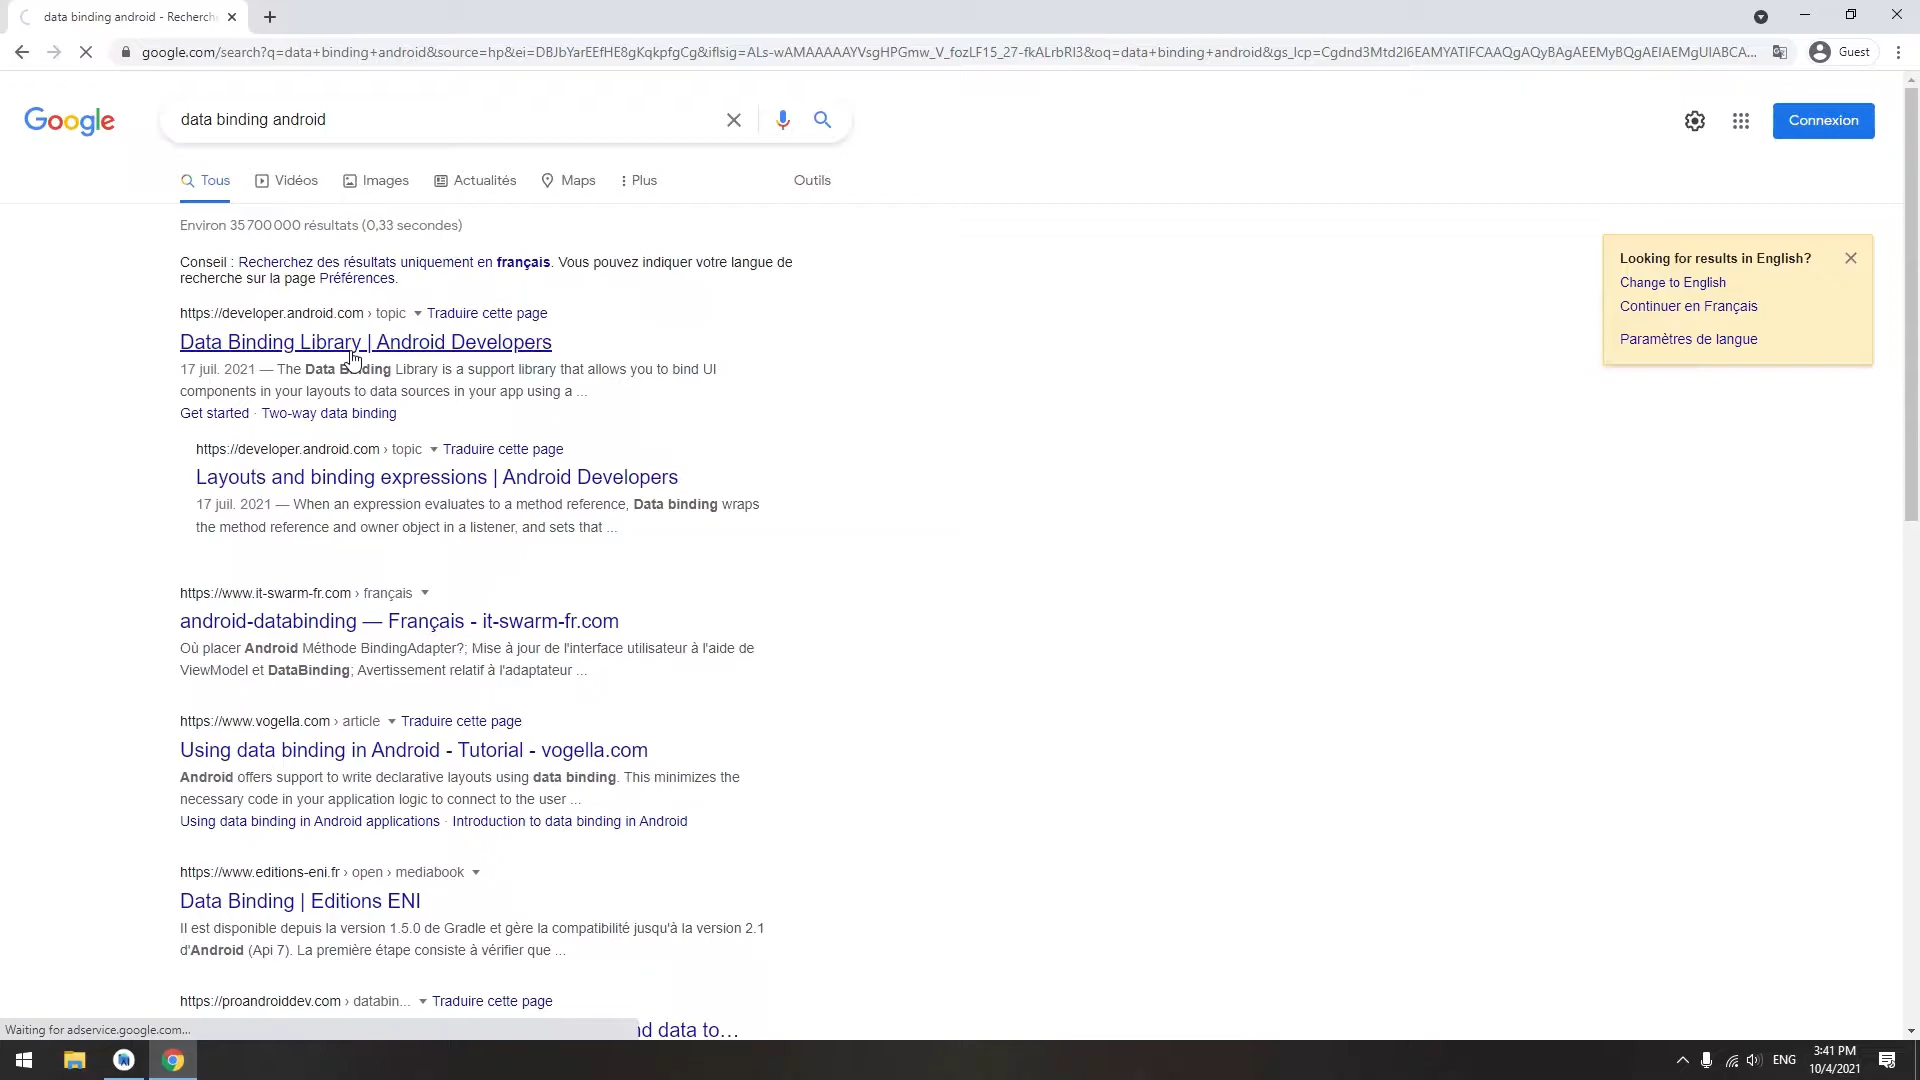 data binding android - Recherch
google.com/search?q=data+binding+android&source=hp&ei=DBJbYarEEfHE8gKqkpfgCg&iflsig=ALs-wAMAAAAAYVsgHPGmw_V_fozLF15_27-fkALrbRl3&oq=data+binding+android&gs_lcp=Cgdnd3Mtd2l6EAMYATIFCAAQgAQyBAgAEEMyBQgAEIAEMgUIABCA...
Guest
Google
data binding android
Connexion
Tous
Vidéos
Images
Actualités
Maps
Plus
Outils
Environ 35 700 000 résultats (0,33 secondes)
Conseil : Recherchez des résultats uniquement en français. Vous pouvez indiquer votre langue de
recherche sur la page Préférences.
Looking for results in English?
Change to English
Continuer en Français
Paramètres de langue
https://developer.android.com › topic Traduire cette page
Data Binding Library | Android Developers
17 juil. 2021 — The Data Binding Library is a support library that allows you to bind UI
components in your layouts to data sources in your app using a ...
Get started · Two-way data binding
https://developer.android.com › topic Traduire cette page
Layouts and binding expressions | Android Developers
17 juil. 2021 — When an expression evaluates to a method reference, Data binding wraps
the method reference and owner object in a listener, and sets that ...
https://www.it-swarm-fr.com › français
android-databinding — Français - it-swarm-fr.com
Où placer Android Méthode BindingAdapter?; Mise à jour de l'interface utilisateur à l'aide de
ViewModel et DataBinding; Avertissement relatif à l'adaptateur ...
https://www.vogella.com › article Traduire cette page
Using data binding in Android - Tutorial - vogella.com
Android offers support to write declarative layouts using data binding. This minimizes the
necessary code in your application logic to connect to the user ...
Using data binding in Android applications · Introduction to data binding in Android
https://www.editions-eni.fr › open › mediabook
Data Binding | Editions ENI
Il est disponible depuis la version 1.5.0 de Gradle et gère la compatibilité jusqu'à la version 2.1
d'Android (Api 7). La première étape consiste à vérifier que ...
https://proandroiddev.com › databin... Traduire cette page
nd data to…
Waiting for adservice.google.com...
ENG
3:41 PM
10/4/2021